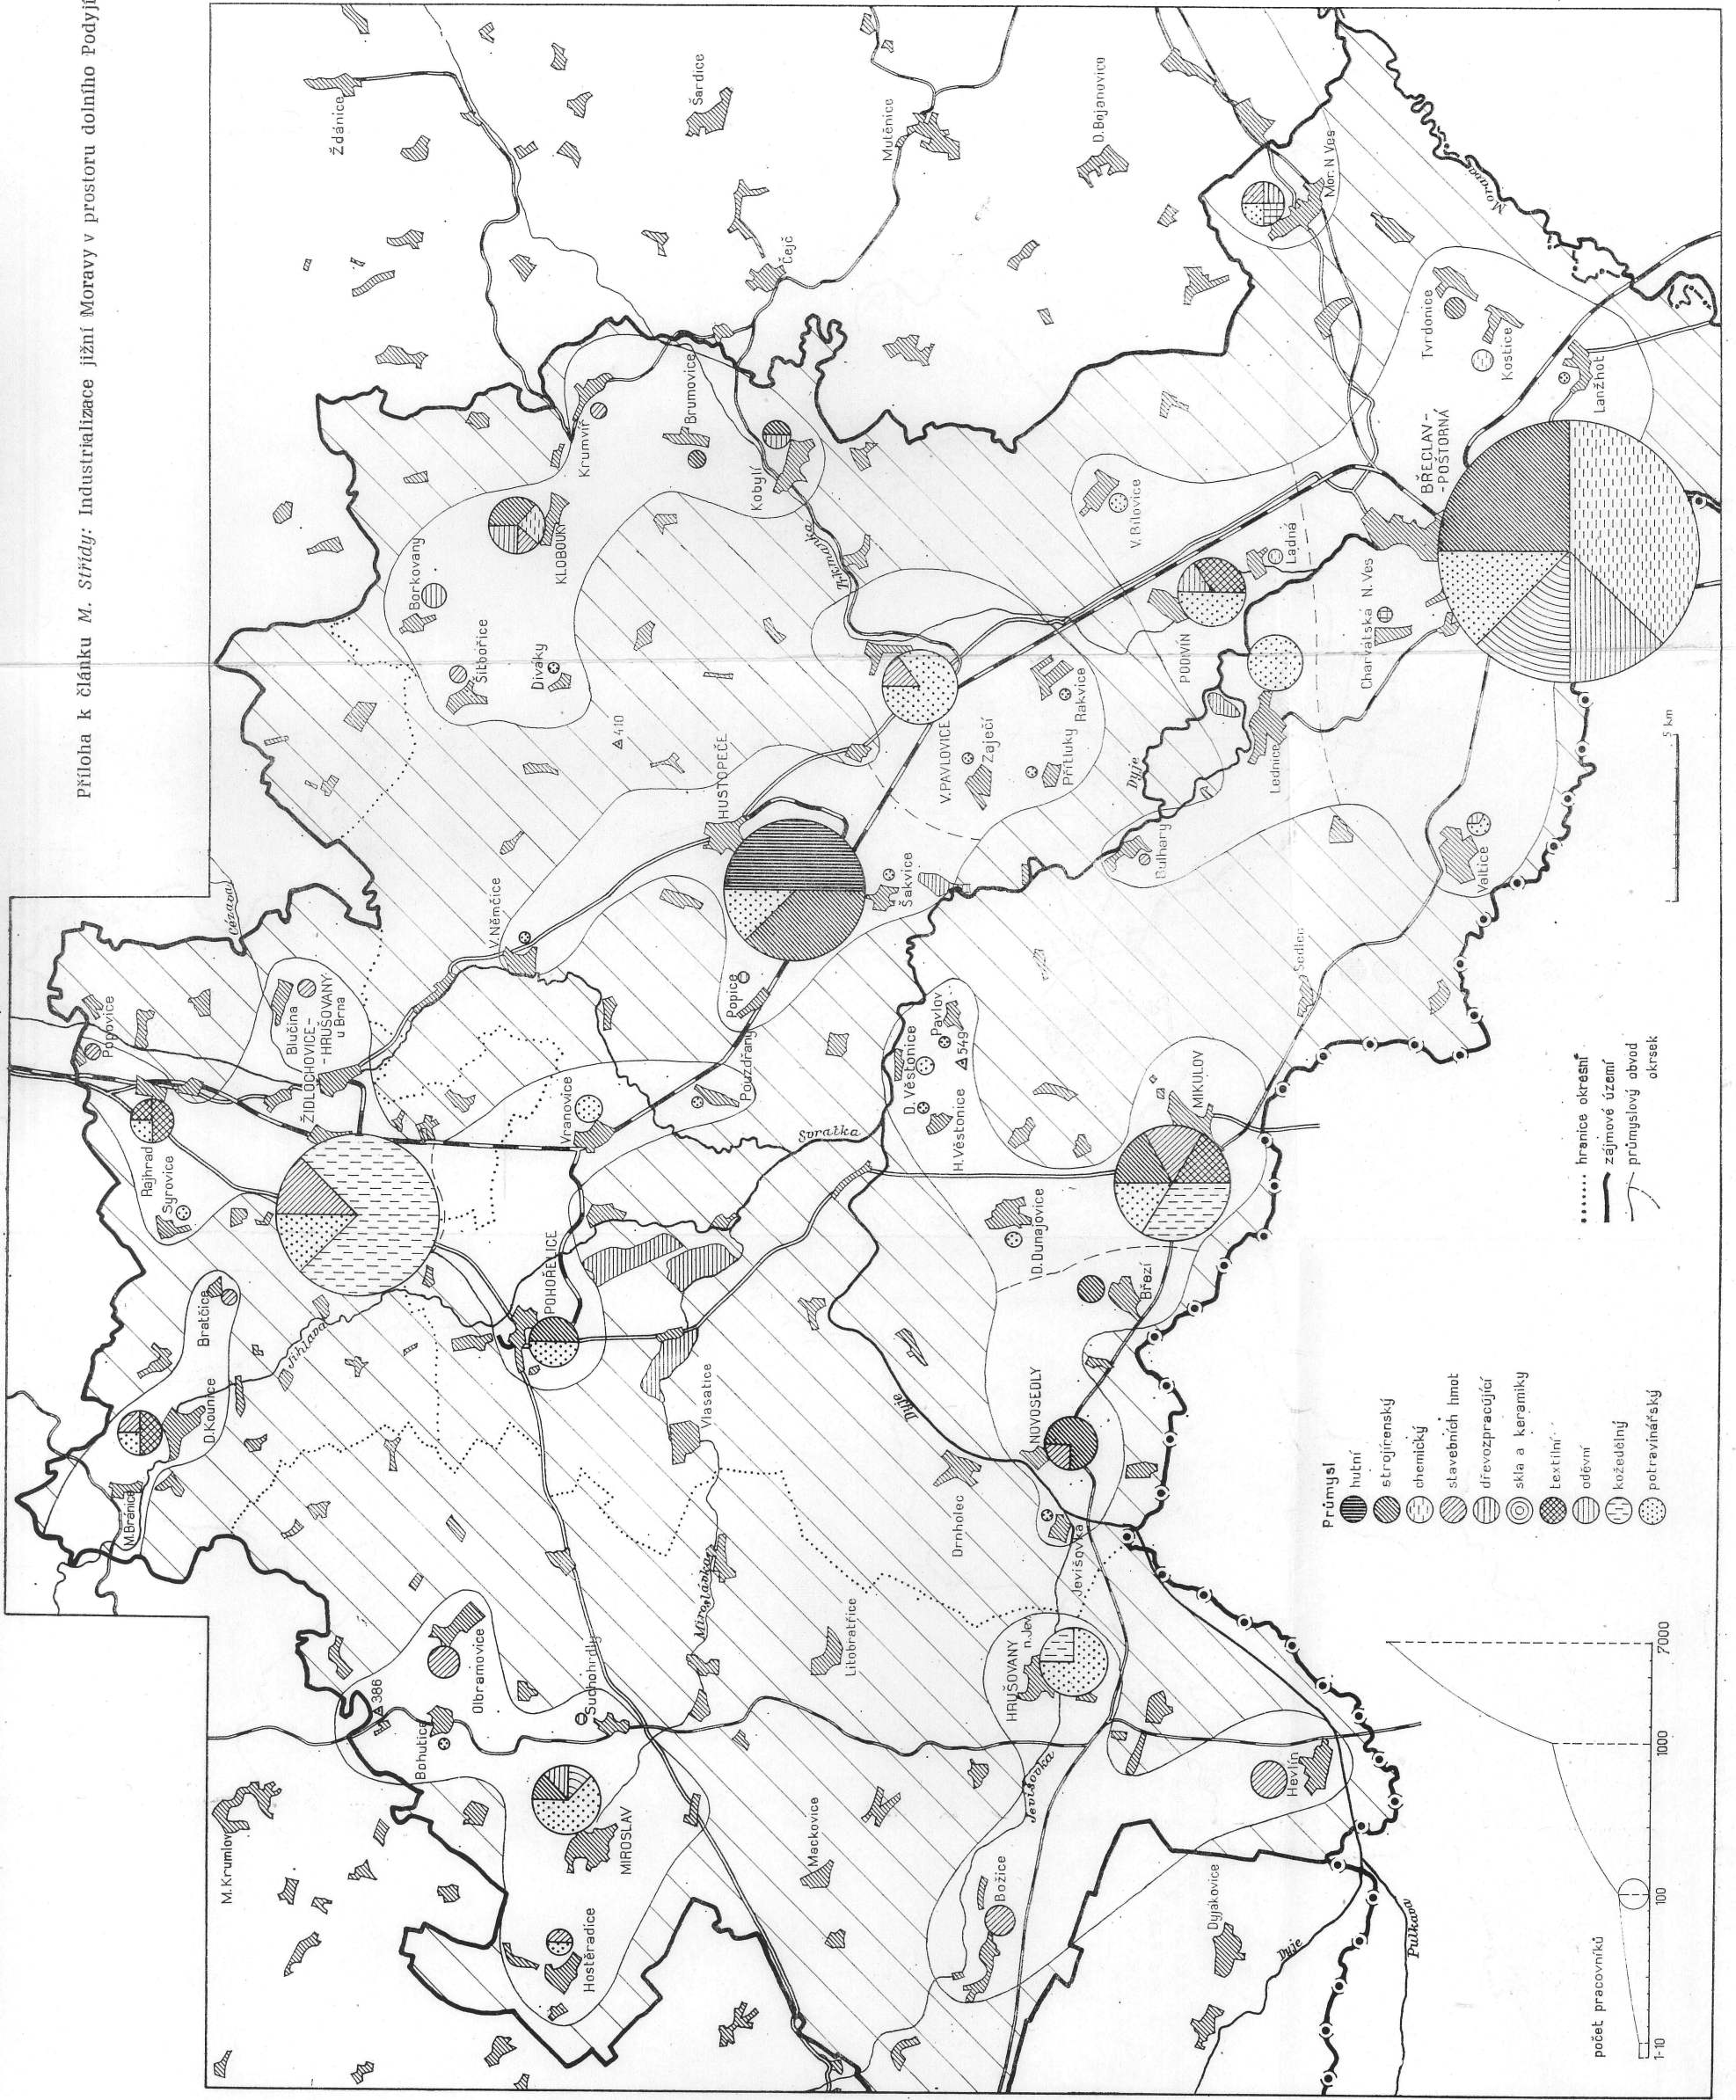 Příloha k článku M. Střídy: Industrializace jižní Moravy v prostoru dolního Podyjí
Ždánice
Šardice
Mutěnice
D.Bojanovice
Mor. N Ves
Morava
Čejč
Krumvíř
Brumovice
Kobylí
Tvrdonice
Kostice
Lanžhot
BŘECLAV-
-POŠTORNÁ
KLOBOUKY
Borkovany
Trkmanka
V. Bílovice
Ladná
Charvátská N. Ves
Šitbořice
Diváky
410
PODIVÍN
Rakvice
Přítluky
Zaječí
V.PAVLOVICE
Lednice
Dyje
HUSTOPEČE
Bulhary
Valtice
5 km
Šakvice
V.Němčice
Cézava
Popice
Pouzdřany
Blučina
ŽIDLOCHOVICE-
-HRUŠOVANY
u Brna
Popovice
Sedlec
Pavlov
549
D. Věstonice
H.Věstonice
MIKULOV
Vranovice
Svratka
Rajhrad
Syrovice
D.Dunajovice
Březí
POHOŘELICE
Bratčice
Jihlava
D.Kounice
M.Bránice
Vlasatice
Dyje
NOVOSEDLY
Drnholec
Jevišovka
Miroslávka
Litobratřice
Olbramovice
Suchohrdly
386
Bohutice
HRUŠOVANY
n.Jev.
Jevišovka
Hevlín
M.Krumlov
MIROSLAV
Mackovice
Božice
Hostěradice
Dyjákovice
Dyje
Pulkava
hranice okresní
zájmové území
průmyslový obvod
okrsek
Průmysl
hutní
strojírenský
chemický
stavebních hmot
dřevozpracující
skla a keramiky
textilní
oděvní
kožedělný
potravinářský
počet pracovníků
1-10
100
1000
7000